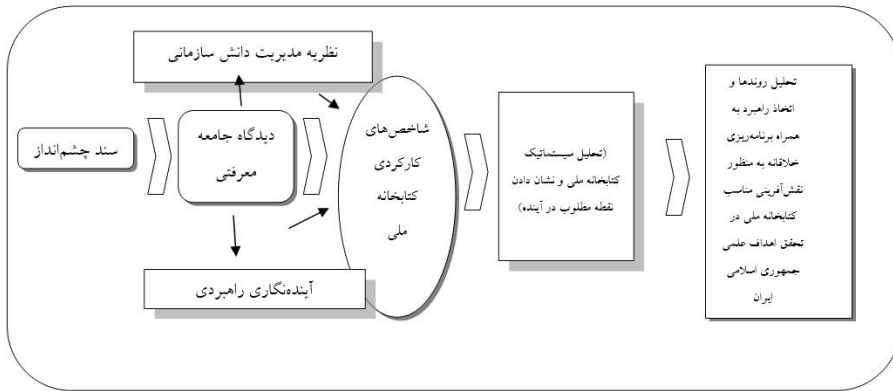 نظریه مدیریت دانش سازمانی
سند چشم‌انداز
دیدگاه جامعه
معرفتی
آینده‌نگاری راهبردی
شاخص‌های
کارکردی
کتابخانه
ملی
(تحلیل سیستماتیک
کتابخانه ملی و نشان دادن
نقطه مطلوب در آینده)
تحلیل روندها و
اتخاذ راهبرد به
همراه برنامه‌ریزی
خلاقانه به منظور
نقش‌آفرینی مناسب
کتابخانه ملی در
تحقق اهداف علمی
جمهوری اسلامی
ایران